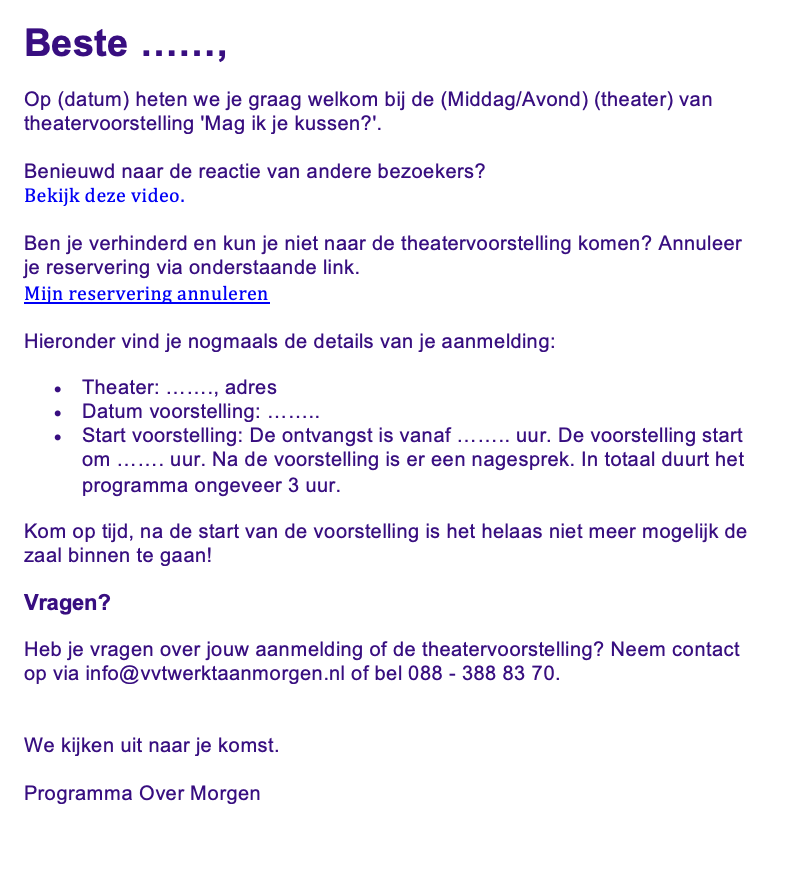 Beste ……,
Op (datum) heten we je graag welkom bij de (Middag/Avond) (theater) van
theatervoorstelling 'Mag ik je kussen?'.
Benieuwd naar de reactie van andere bezoekers?
Bekijk deze video.
Ben je verhinderd en kun je niet naar de theatervoorstelling komen? Annuleer
je reservering via onderstaande link.
Mijn reservering annuleren
Hieronder vind je nogmaals de details van je aanmelding:
• Theater: ……., adres
• Datum voorstelling: ……..
• Start voorstelling: De ontvangst is vanaf …….. uur. De voorstelling start
om ……. uur. Na de voorstelling is er een nagesprek. In totaal duurt het
programma ongeveer 3 uur.
Kom op tijd, na de start van de voorstelling is het helaas niet meer mogelijk de
zaal binnen te gaan!
Vragen?
Heb je vragen over jouw aanmelding of de theatervoorstelling? Neem contact
op via info@vvtwerktaanmorgen.nl of bel 088 - 388 83 70.
We kijken uit naar je komst.
Programma Over Morgen